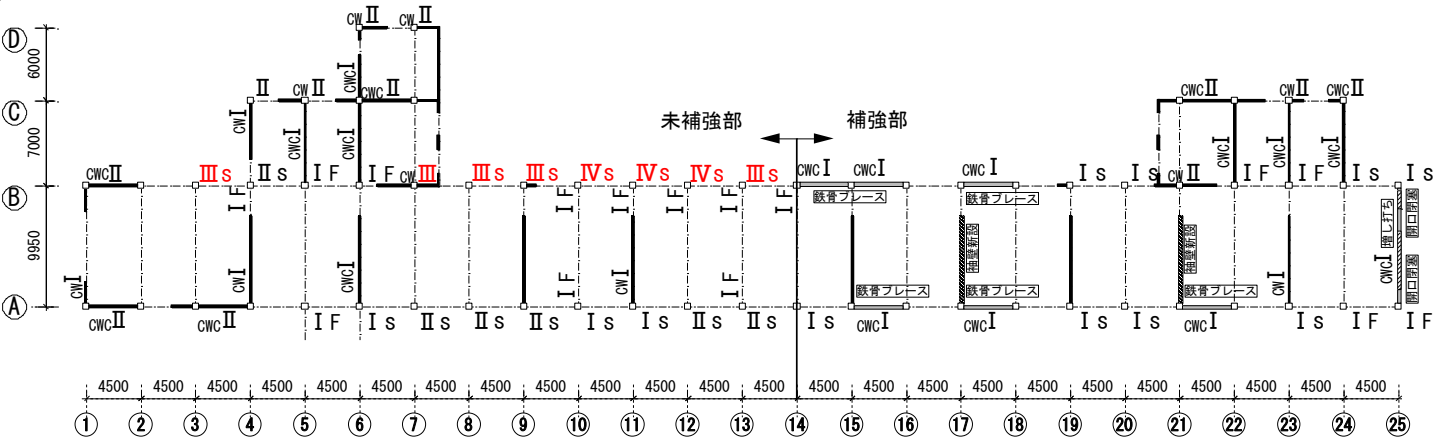 CWⅡ Ⅱ
Ⓓ
6000
CWCⅠ
Ⅱ CWⅡ CWCⅡ
CWCⅡ CWⅡ CWCⅡ
Ⓒ
7000
CWⅠ CWCⅠ CWCⅠ
未補強部 補強部
CWCⅠ CWCⅠ CWCⅠ
CWCⅡ Ⅲs Ⅱs ⅠF ⅠF CWⅢ Ⅲs Ⅲs Ⅳs Ⅳs Ⅳs Ⅲs CWCⅠ CWCⅠ CWCⅠ Ⅰs Ⅰs CWⅡ ⅠF ⅠF Ⅰs Ⅰs
Ⓑ
鉄骨ブレース 鉄骨ブレース
ⅠF ⅠF ⅠF ⅠF ⅠF
増し打ち 開口閉塞
9950
袖壁新設 袖壁新設
CWⅠ CWⅠ CWCⅠ ⅠF CWⅠ ⅠF CWⅠ CWCⅠ 開口閉塞
鉄骨ブレース 鉄骨ブレース 鉄骨ブレース
Ⓐ
CWCⅡ CWCⅡ ⅠF Ⅰs Ⅱs Ⅱs Ⅱs Ⅰs Ⅰs Ⅱs Ⅱs Ⅰs CWCⅠ CWCⅠ Ⅰs Ⅰs CWCⅠ Ⅰs ⅠF ⅠF
4500 4500 4500 4500 4500 4500 4500 4500 4500 4500 4500 4500 4500 4500 4500 4500 4500 4500 4500 4500 4500 4500 4500 4500
① ② ③ ④ ⑤ ⑥ ⑦ ⑧ ⑨ ⑩ ⑪ ⑫ ⑬ ⑭ ⑮ ⑯ ⑰ ⑱ ⑲ ⑳ ㉑ ㉒ ㉓ ㉔ ㉕